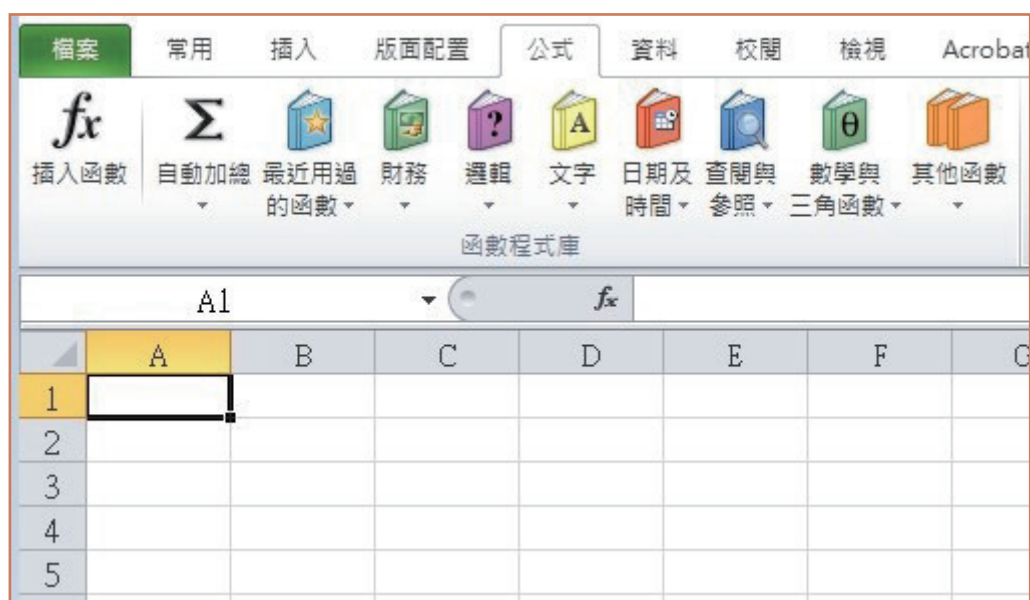 檔案 常用 插入 版面配置 公式 資料 校閱 檢視 Acrobat
fx Σ ? A θ
插入函數 自動加總 最近用過 財務 邏輯 文字 日期及 查閱與 數學與 其他函數
的函數 時間 參照 三角函數
函數程式庫
A1 fx
A B C D E F G
1
2
3
4
5